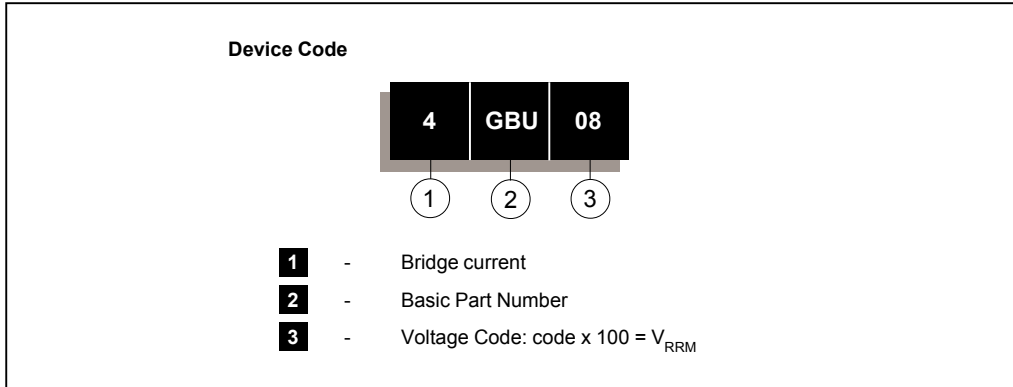 Device Code
4 GBU 08
1 2 3
1 - Bridge current
2 - Basic Part Number
3 - Voltage Code: code x 100 = VRRM